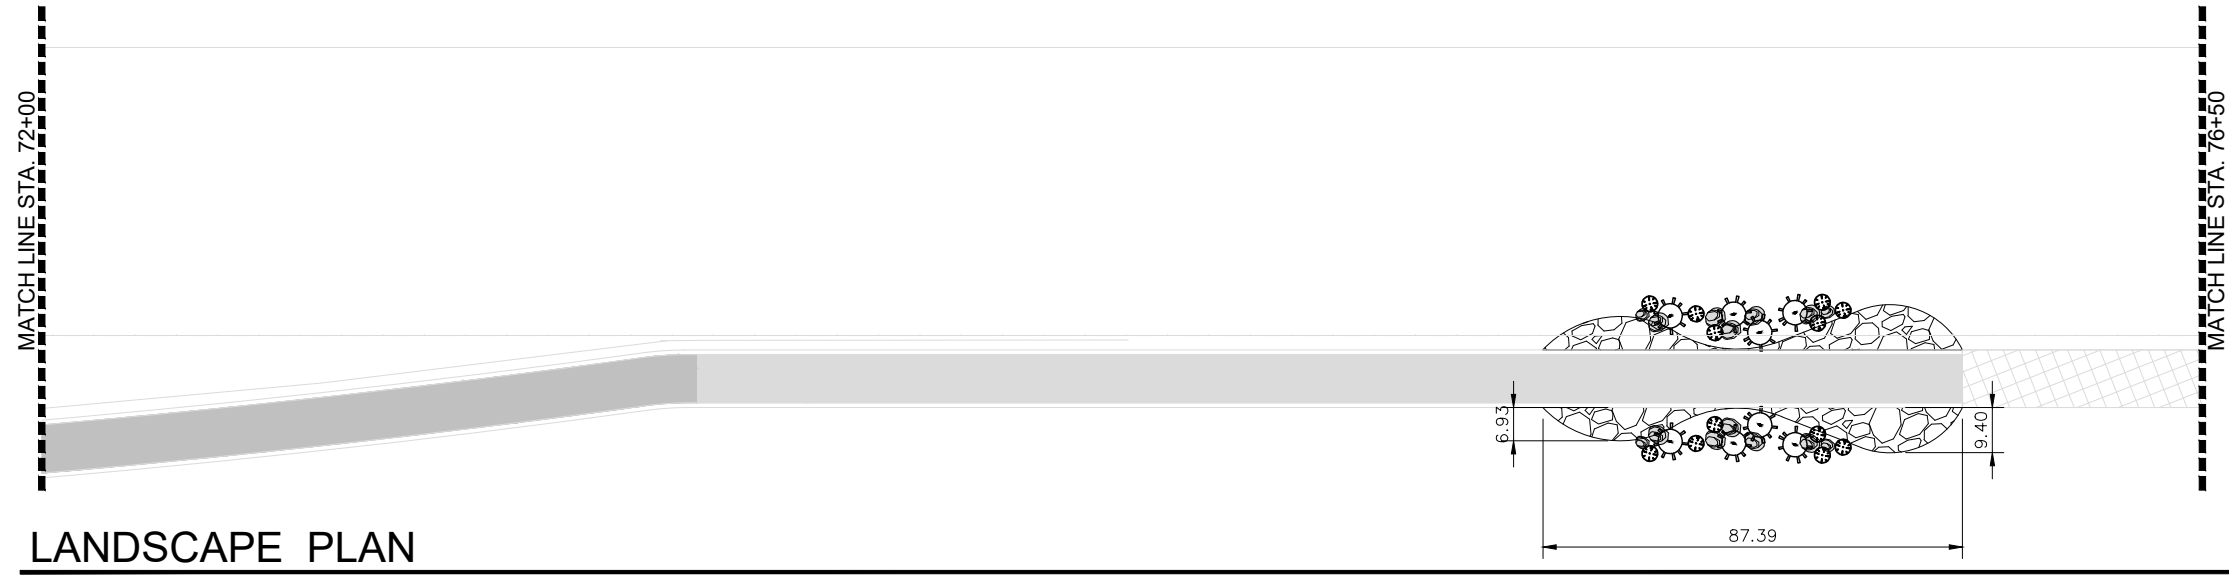 MATCH LINE STA. 72+00
MATCH LINE STA. 76+50
6.93
9.40
87.39
LANDSCAPE PLAN